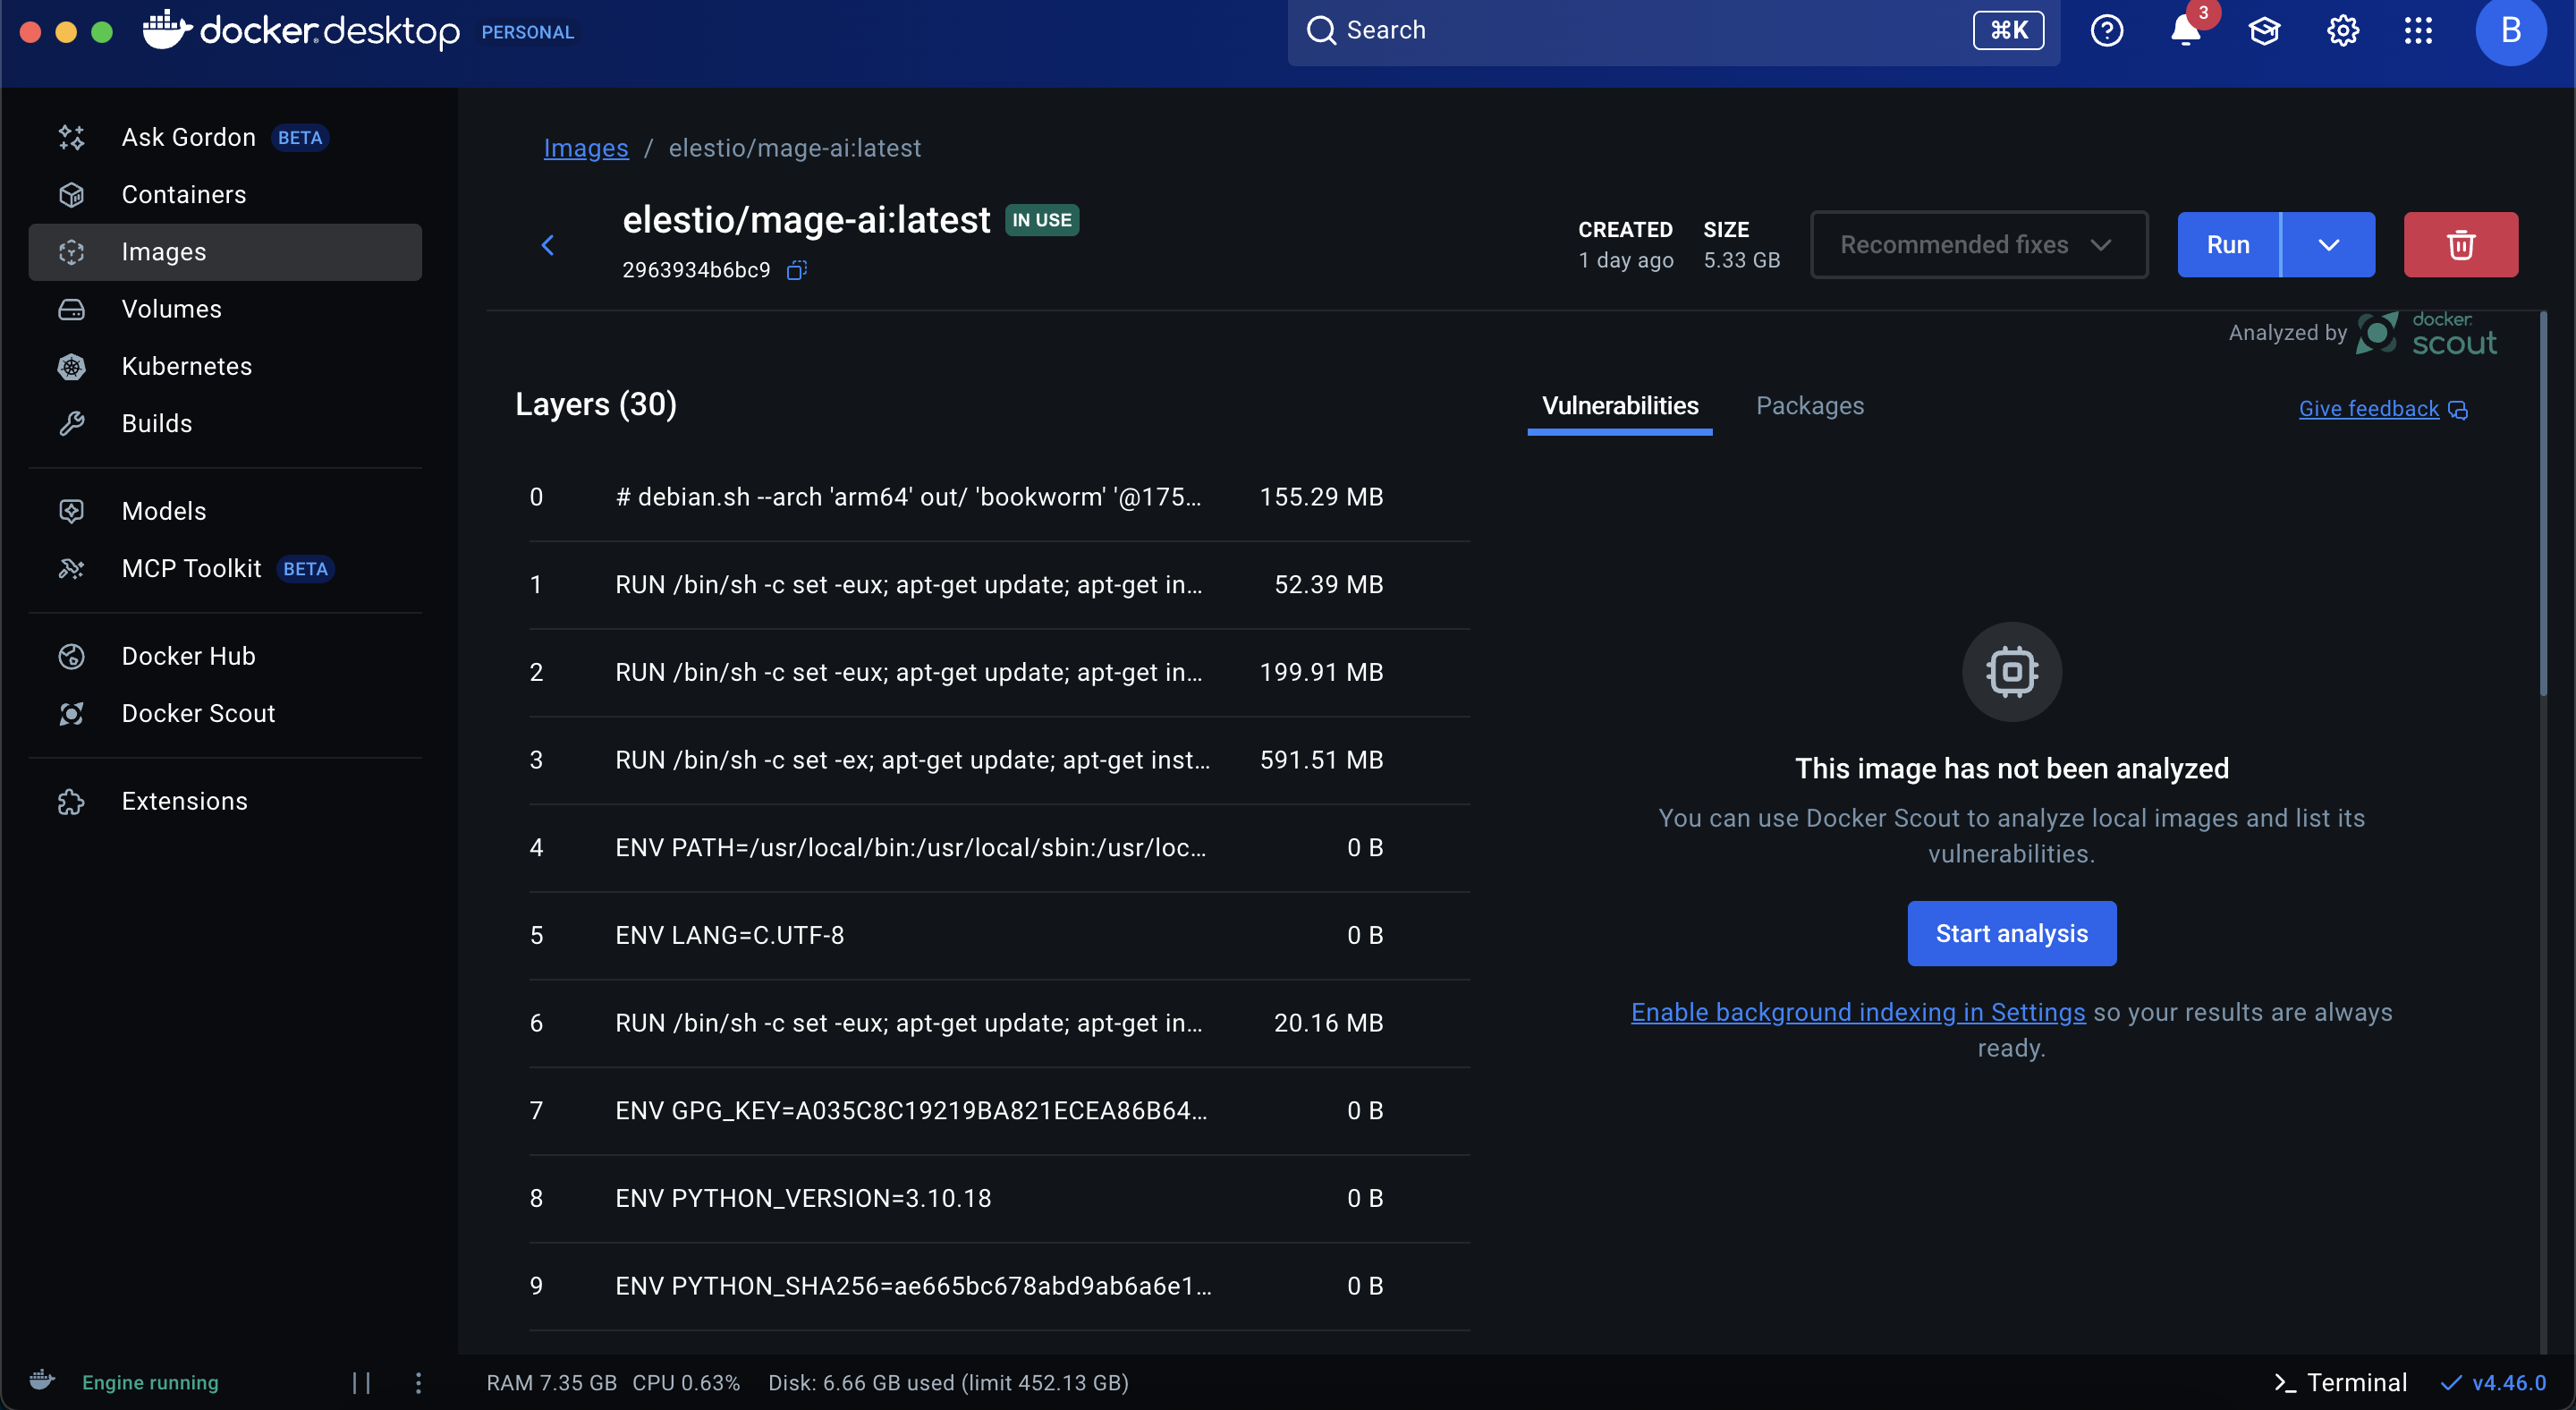 docker desktop PERSONAL
Search ⌘K
3
B
Ask Gordon BETA
Containers
Images
Volumes
Kubernetes
Builds
Models
MCP Toolkit BETA
Docker Hub
Docker Scout
Extensions
Images / elestio/mage-ai:latest
elestio/mage-ai:latest IN USE
2963934b6bc9
CREATED
1 day ago
SIZE
5.33 GB
Recommended fixes
Run
Analyzed by docker scout
Layers (30)
0 # debian.sh --arch 'arm64' out/ 'bookworm' '@175... 155.29 MB
1 RUN /bin/sh -c set -eux; apt-get update; apt-get in... 52.39 MB
2 RUN /bin/sh -c set -eux; apt-get update; apt-get in... 199.91 MB
3 RUN /bin/sh -c set -ex; apt-get update; apt-get inst... 591.51 MB
4 ENV PATH=/usr/local/bin:/usr/local/sbin:/usr/loc... 0 B
5 ENV LANG=C.UTF-8 0 B
6 RUN /bin/sh -c set -eux; apt-get update; apt-get in... 20.16 MB
7 ENV GPG_KEY=A035C8C19219BA821ECEA86B64... 0 B
8 ENV PYTHON_VERSION=3.10.18 0 B
9 ENV PYTHON_SHA256=ae665bc678abd9ab6a6e1... 0 B
Vulnerabilities Packages
Give feedback
This image has not been analyzed
You can use Docker Scout to analyze local images and list its
vulnerabilities.
Start analysis
Enable background indexing in Settings so your results are always
ready.
Engine running
RAM 7.35 GB CPU 0.63% Disk: 6.66 GB used (limit 452.13 GB)
Terminal
v4.46.0